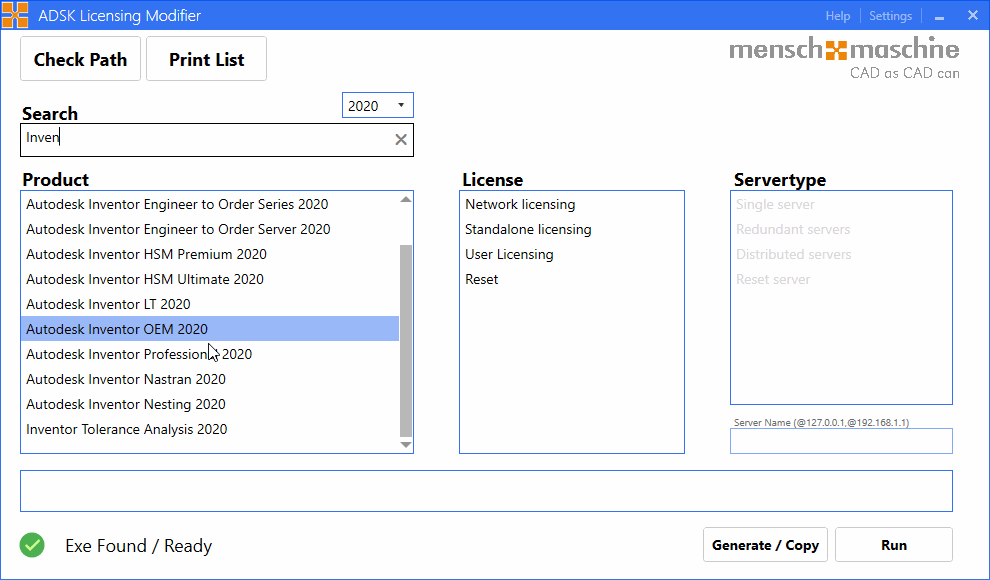 ADSK Licensing Modifier
Help
Settings
Check Path
Print List
mensch maschine
CAD as CAD can
Search
2020
Inven
Product
Autodesk Inventor Engineer to Order Series 2020
Autodesk Inventor Engineer to Order Server 2020
Autodesk Inventor HSM Premium 2020
Autodesk Inventor HSM Ultimate 2020
Autodesk Inventor LT 2020
Autodesk Inventor OEM 2020
Autodesk Inventor Professional 2020
Autodesk Inventor Nastran 2020
Autodesk Inventor Nesting 2020
Inventor Tolerance Analysis 2020
License
Network licensing
Standalone licensing
User Licensing
Reset
Servertype
Single server
Redundant servers
Distributed servers
Reset server
Server Name (@127.0.0.1,@192.168.1.1)
Exe Found / Ready
Generate / Copy
Run